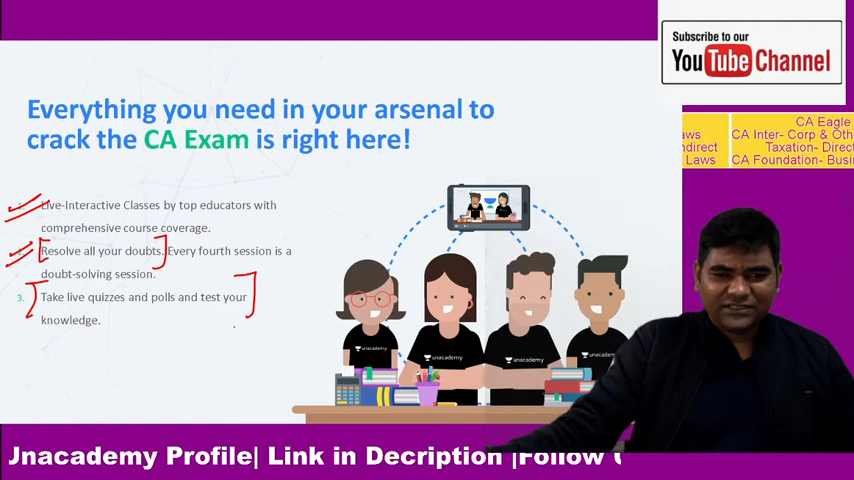 Subscribe to our
YouTube Channel
CA Eagle
aws
CA Inter- Corp & Oth
ndirect
Taxation- Direct
Laws
CA Foundation- Busi
Everything you need in your arsenal to
crack the CA Exam is right here!
Live-Interactive Classes by top educators with
comprehensive course coverage.
Resolve all your doubts. Every fourth session is a
doubt-solving session.
3. Take live quizzes and polls and test your
knowledge.
unacademy
unacademy
unacademy
unacademy
Unacademy Profile| Link in Decription |Follow